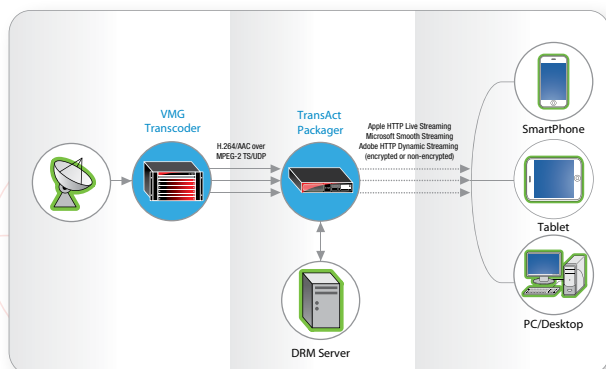 VMG
Transcoder
H.264/AAC over
MPEG-2 TS/UDP
TransAct
Packager
Apple HTTP Live Streaming
Microsoft Smooth Streaming
Adobe HTTP Dynamic Streaming
(encrypted or non-encrypted)
SmartPhone
Tablet
PC/Desktop
DRM Server